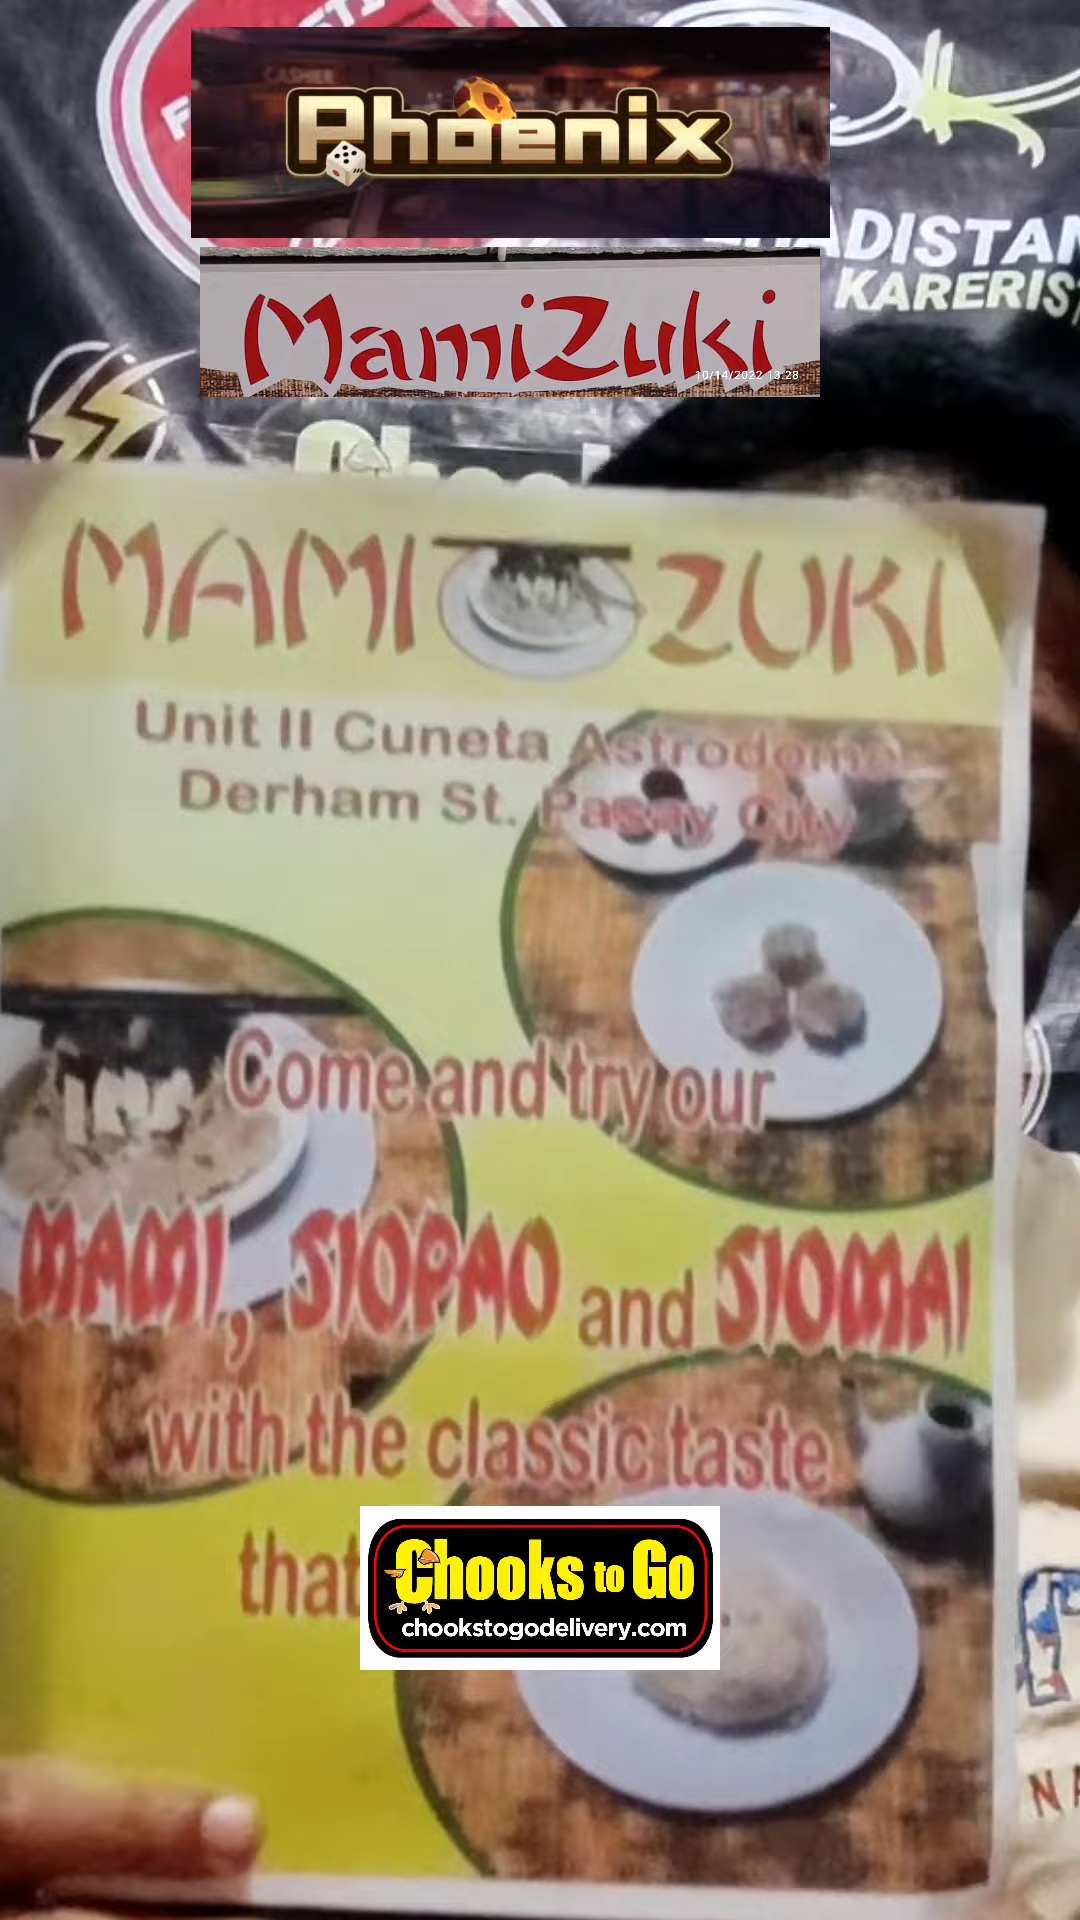 CASHIER
Phoenix
ADISTAN
KARERIS
MamiZuki
10/14/2022 13:28
MAMI ZUKI
Unit II Cuneta Astrodome
Derham St. Pasay City
Come and try our
MAMI, SIOPAO and SIOMAI
with the classic taste
that
Chooks to Go
chookstogodelivery.com